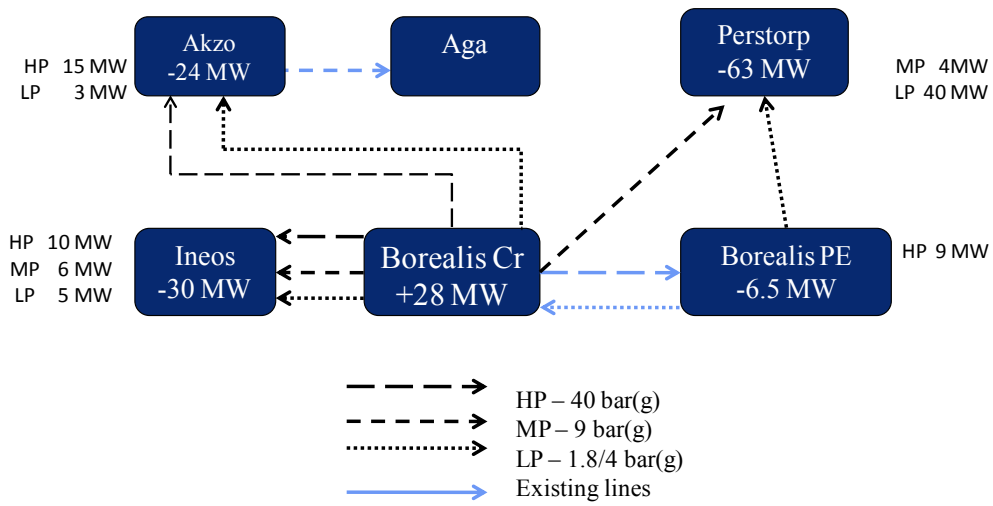 Akzo
-24 MW
Aga
Perstorp
-63 MW
HP 15 MW
LP 3 MW
MP 4MW
LP 40 MW
HP 10 MW
MP 6 MW
LP 5 MW
Ineos
-30 MW
Borealis Cr
+28 MW
Borealis PE
-6.5 MW
HP 9 MW
HP – 40 bar(g)
MP – 9 bar(g)
LP – 1.8/4 bar(g)
Existing lines